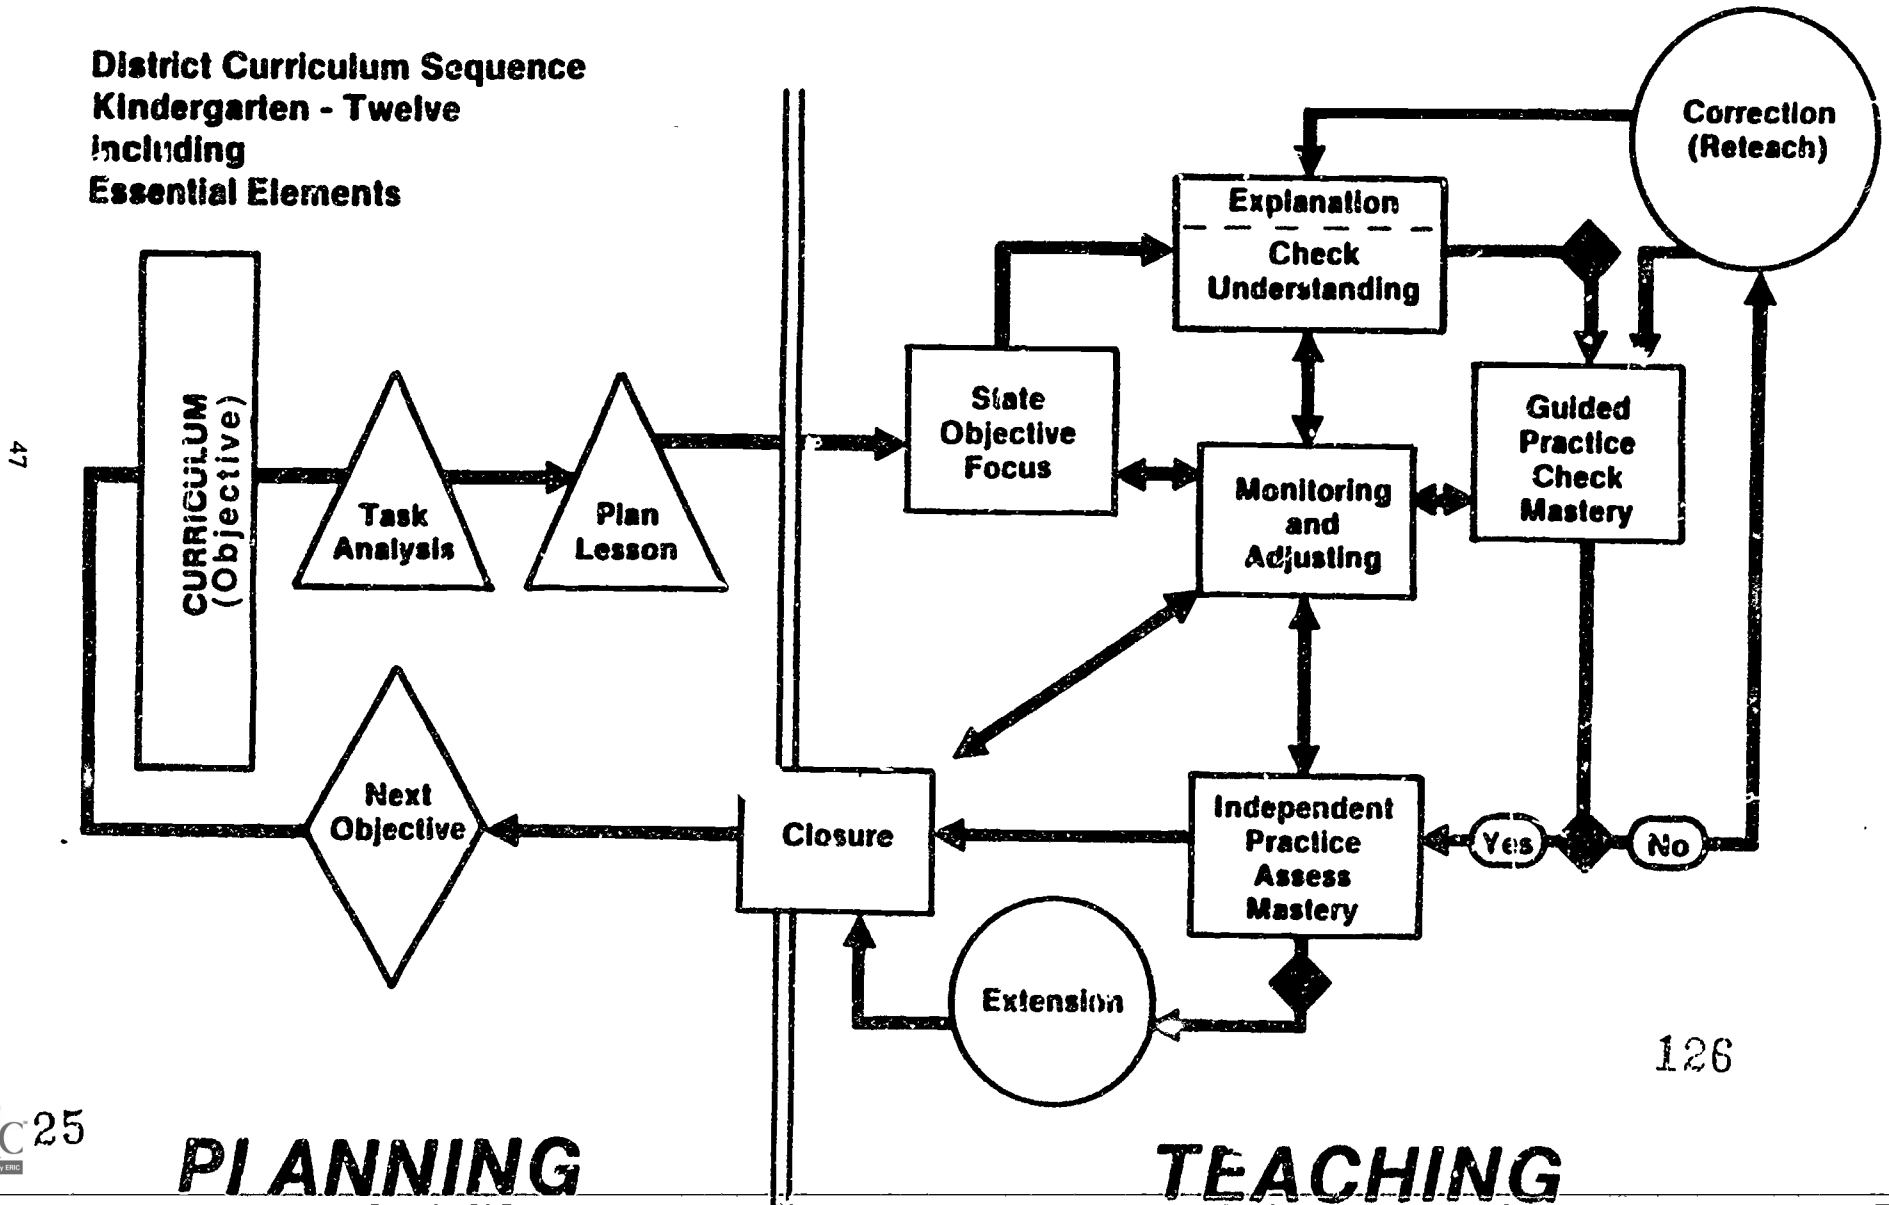 District Curriculum Sequence
Kindergarten - Twelve
including
Essential Elements
CURRICULUM
(Objective)
Task
Analysis
Plan
Lesson
Next
Objective
State
Objective
Focus
Explanation
Check
Understanding
Correction
(Reteach)
Guided
Practice
Check
Mastery
Monitoring
and
Adjusting
Independent
Practice
Assess
Mastery
Yes
No
Closure
Extension
47
126
25
PLANNING
TEACHING